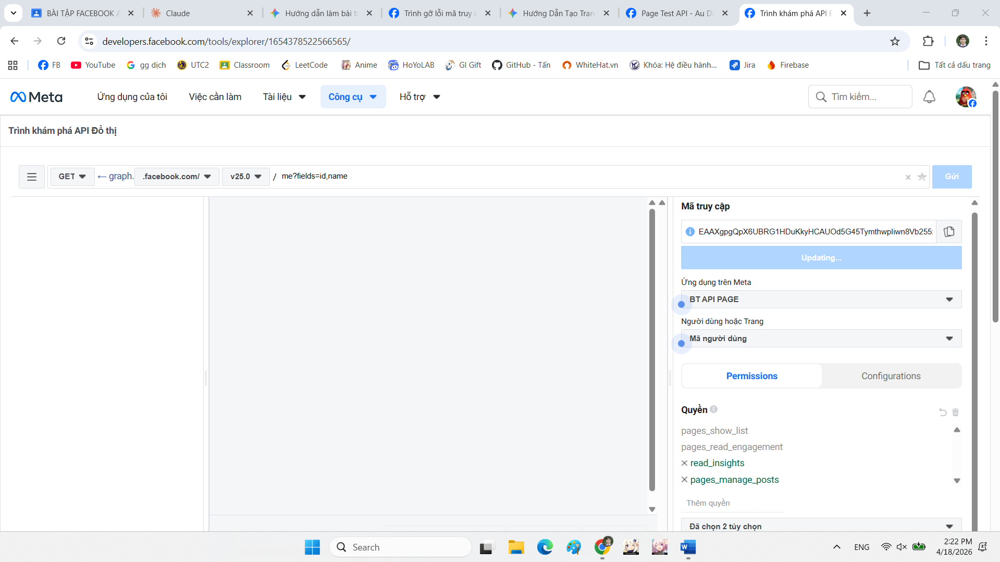 BÀI TẬP FACEBOOK A
Claude
Hướng dẫn làm bài tậ
Trình gỡ lỗi mã truy c
Hướng Dẫn Tạo Tran
Page Test API - Au D
Trình khám phá API Đ
developers.facebook.com/tools/explorer/1654378522566565/
FB
YouTube
gg dịch
UTC2
Classroom
LeetCode
Anime
HoYoLAB
GI Gift
GitHub - Tấn
WhiteHat.vn
Khóa: Hệ điều hành...
Jira
Firebase
Tất cả dấu trang
Meta
Ứng dụng của tôi
Việc cần làm
Tài liệu
Công cụ
Hỗ trợ
Tìm kiếm...
Trình khám phá API Đồ thị
GET
graph.
.facebook.com/
v25.0
/
me?fields=id,name
Gửi
Mã truy cập
EAAXgpgQpX6UBRG1HDuKkyHCAUOd5G45Tymthwpliwn8Vb255
Updating...
Ứng dụng trên Meta
BT API PAGE
Người dùng hoặc Trang
Mã người dùng
Permissions
Configurations
Quyền
pages_show_list
pages_read_engagement
read_insights
pages_manage_posts
Thêm quyền
Đã chọn 2 tùy chọn
Search
W
ENG
2:22 PM
4/18/2026